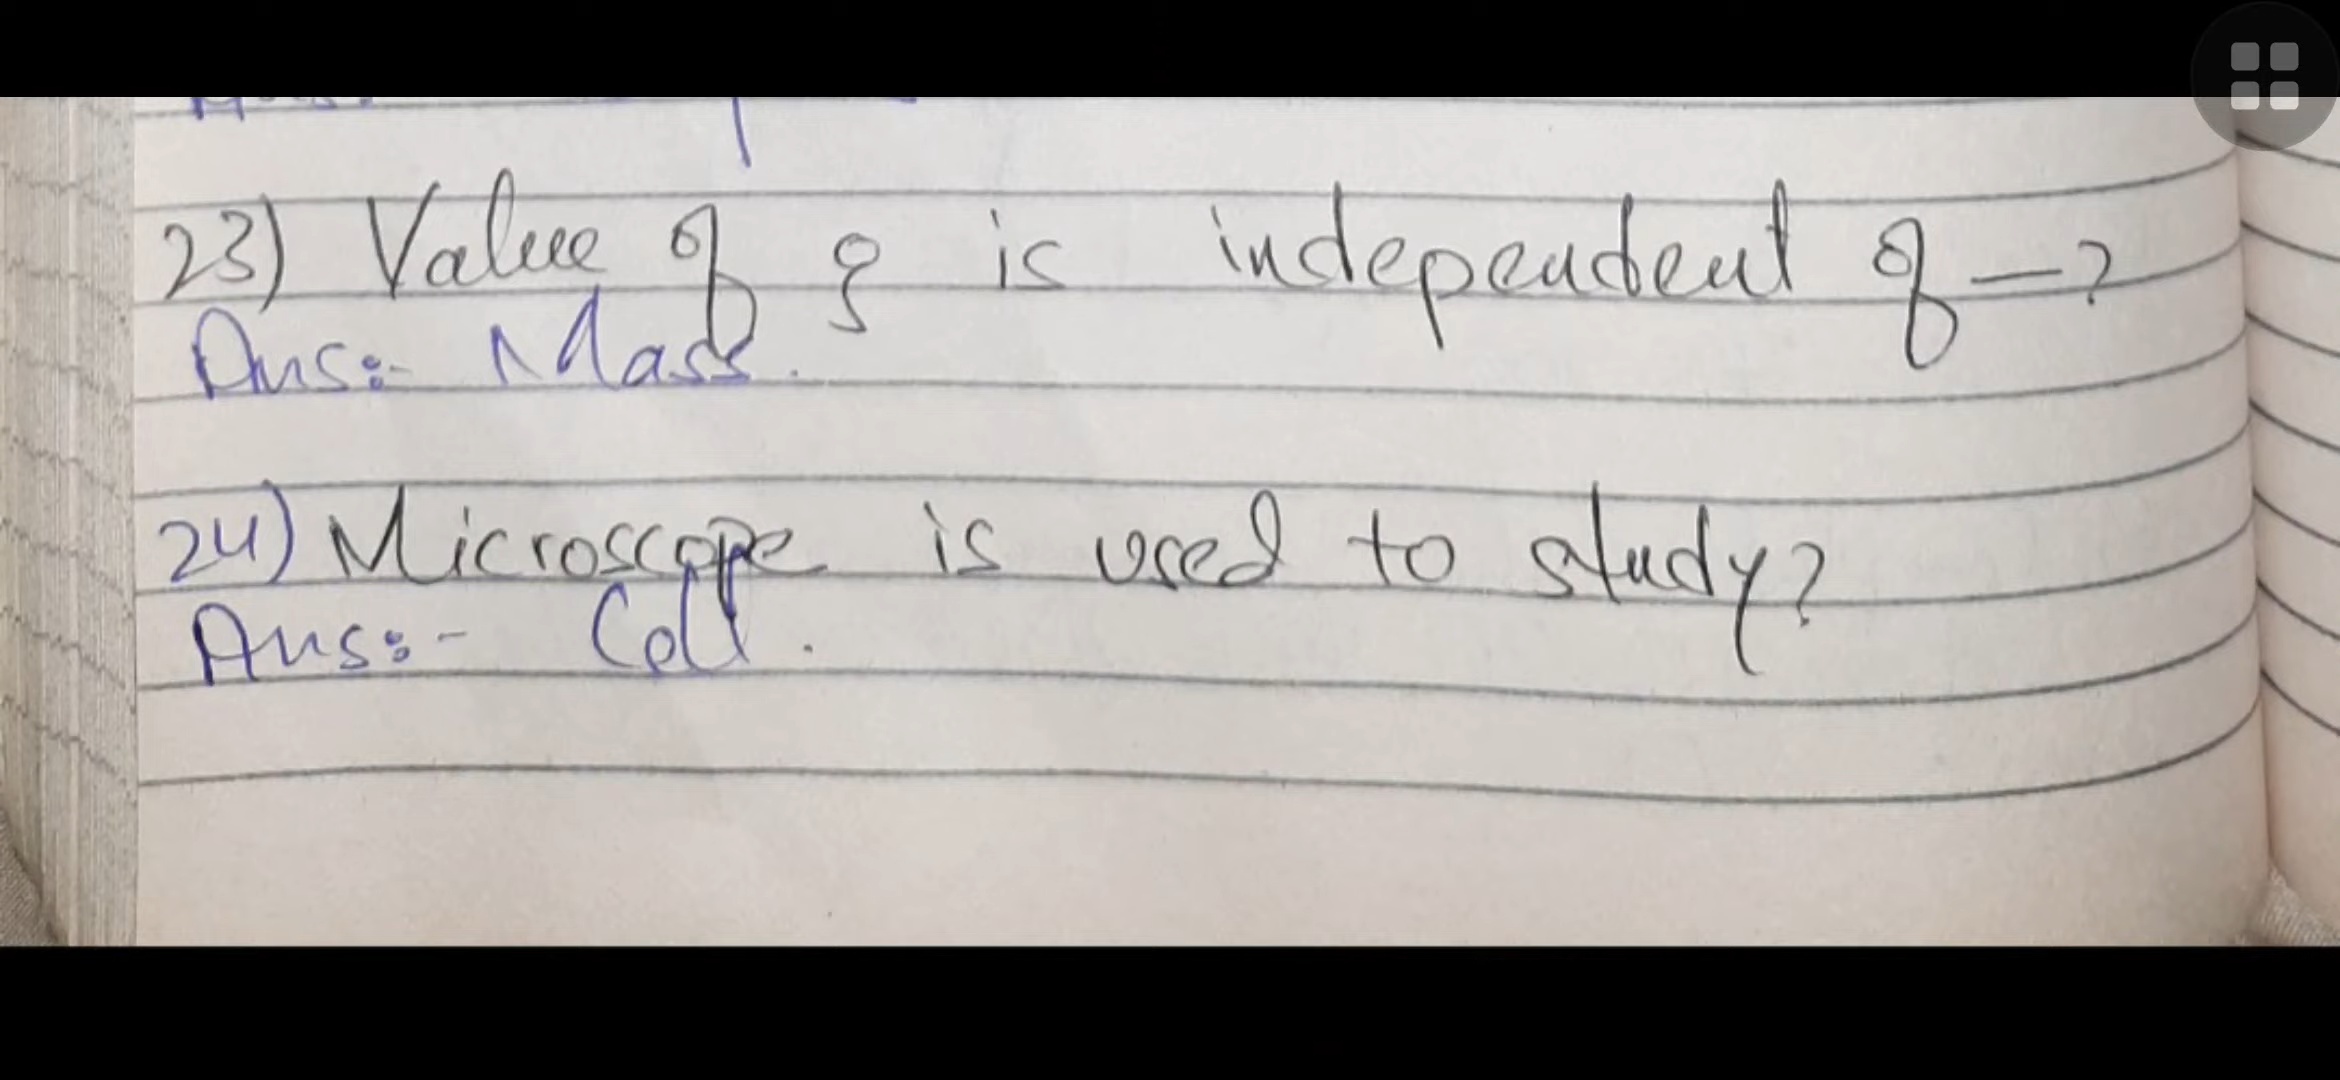 23) Value of g is independent of —?
Ans:- Mass.
24) Microscope is used to study?
Ans:- Cell.